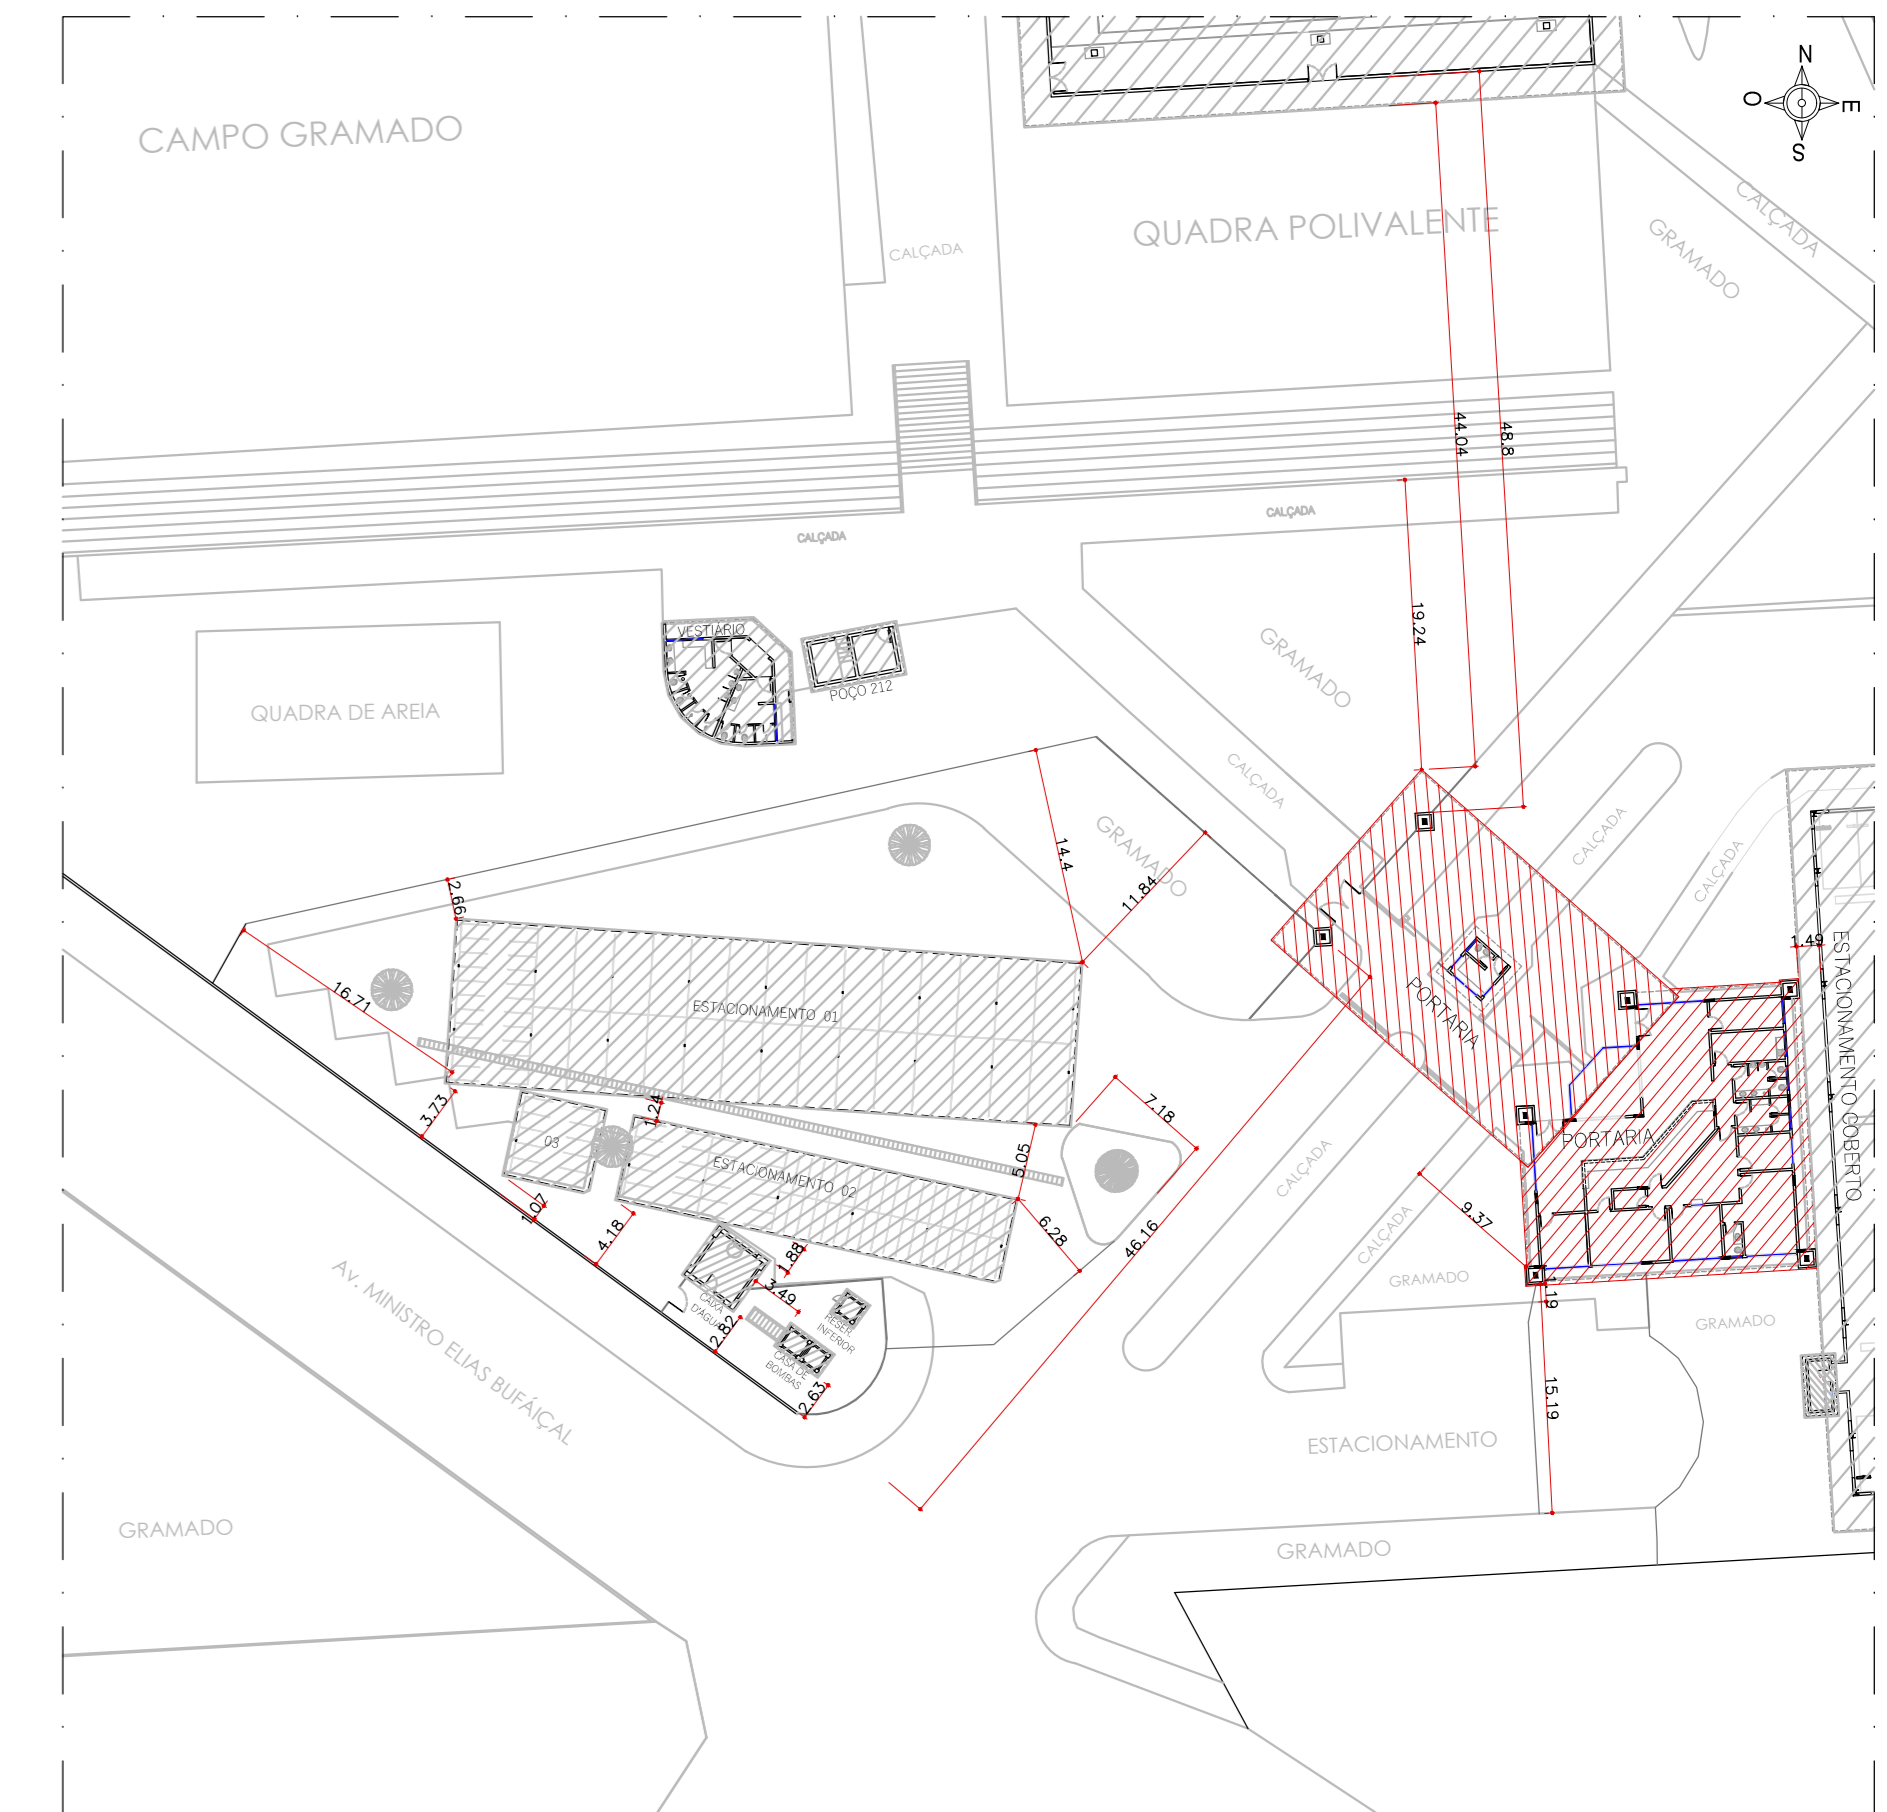 N
O
E
S
CAMPO GRAMADO
CALÇADA
QUADRA POLIVALENTE
CALÇADA
GRAMADO
44.04
48.8
CALÇADA
CALÇADA
19.24
VESTIÁRIO
POÇO 212
GRAMADO
QUADRA DE AREIA
CALÇADA
CALÇADA
CALÇADA
GRAMADO
14.4
11.84
2.66
1.49
ESTACIONAMENTO COBERTO
16.71
ESTACIONAMENTO 01
PORTARIA
3.73
1.24
7.18
03
PORTARIA
5.05
ESTACIONAMENTO 02
CALÇADA
1.07
4.18
6.28
46.16
9.37
CALÇADA
1.88
3.49
GRAMADO
19
GRAMADO
CAIXA
D'ÁGUA
2.82
RESER.
INFERIOR
CASA DE
BOMBAS
2.63
AV. MINISTRO ELIAS BUFÁIÇAL
15.19
ESTACIONAMENTO
GRAMADO
GRAMADO